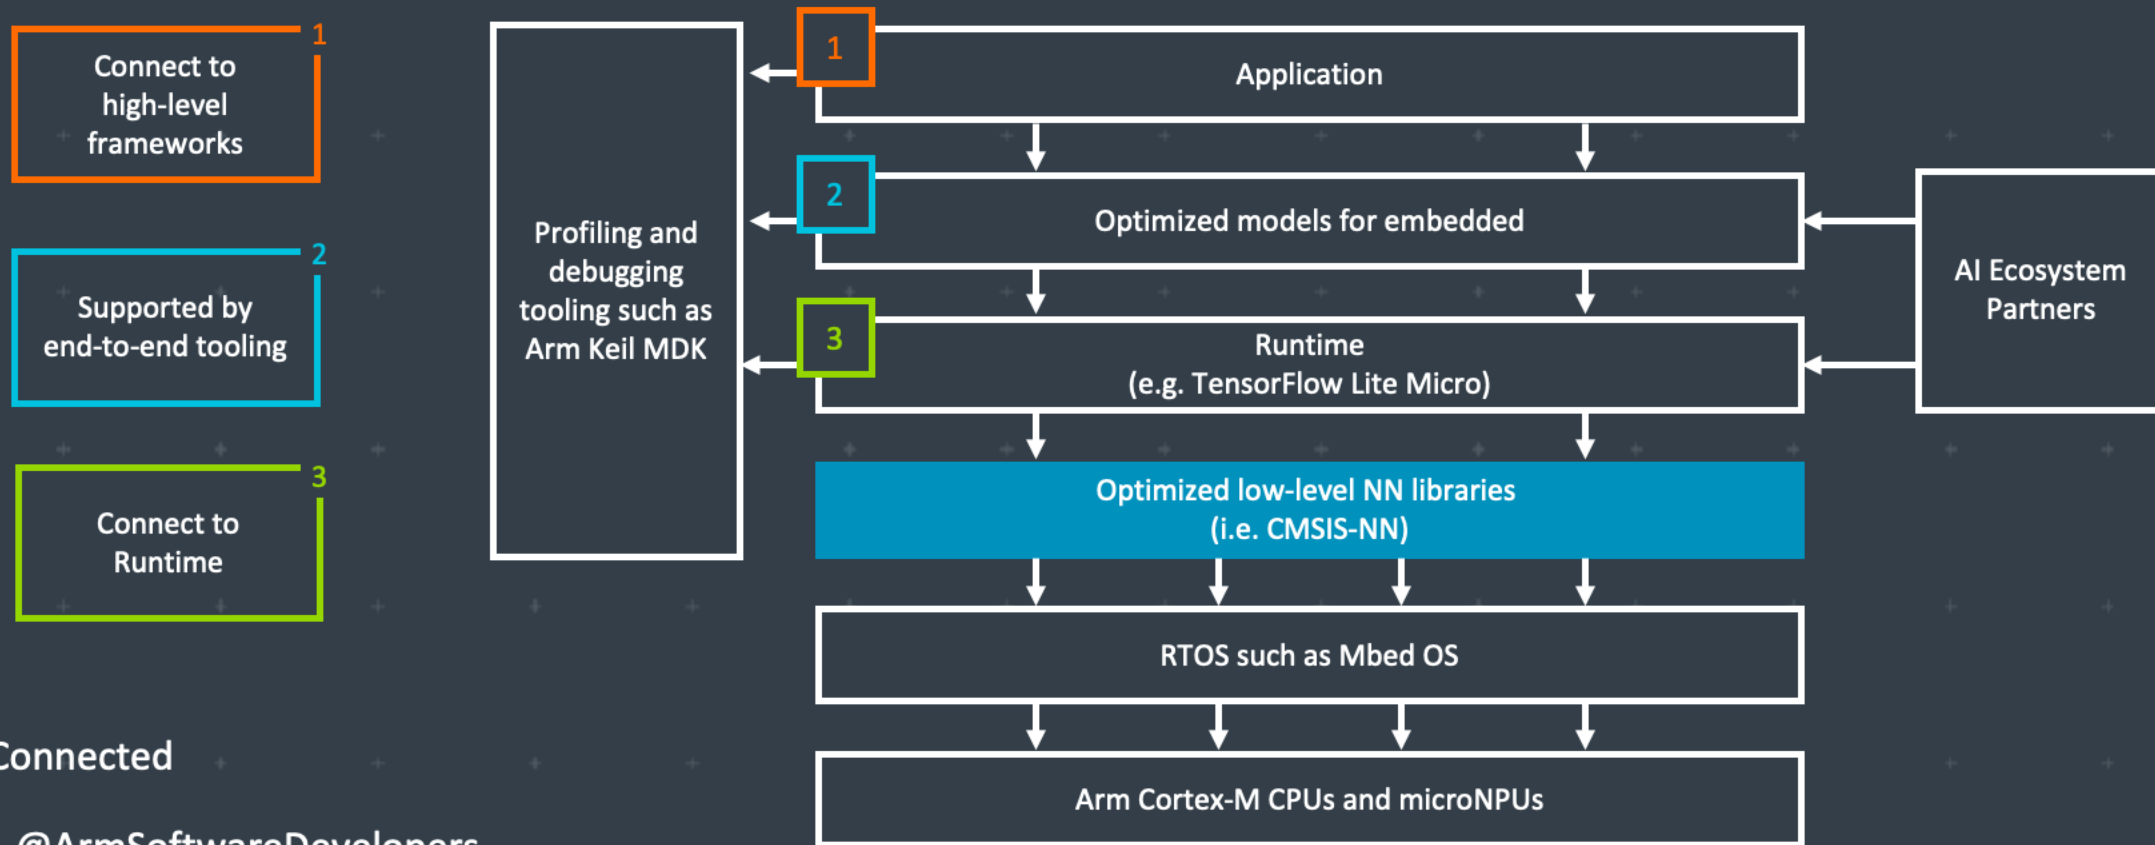 1
Connect to
high-level
frameworks
2
Supported by
end-to-end tooling
3
Connect to
Runtime
Profiling and
debugging
tooling such as
Arm Keil MDK
1
Application
2
Optimized models for embedded
3
Runtime
(e.g. TensorFlow Lite Micro)
Optimized low-level NN libraries
(i.e. CMSIS-NN)
RTOS such as Mbed OS
Arm Cortex-M CPUs and microNPUs
AI Ecosystem
Partners
Connected
@ArmSoftwareDevelopers